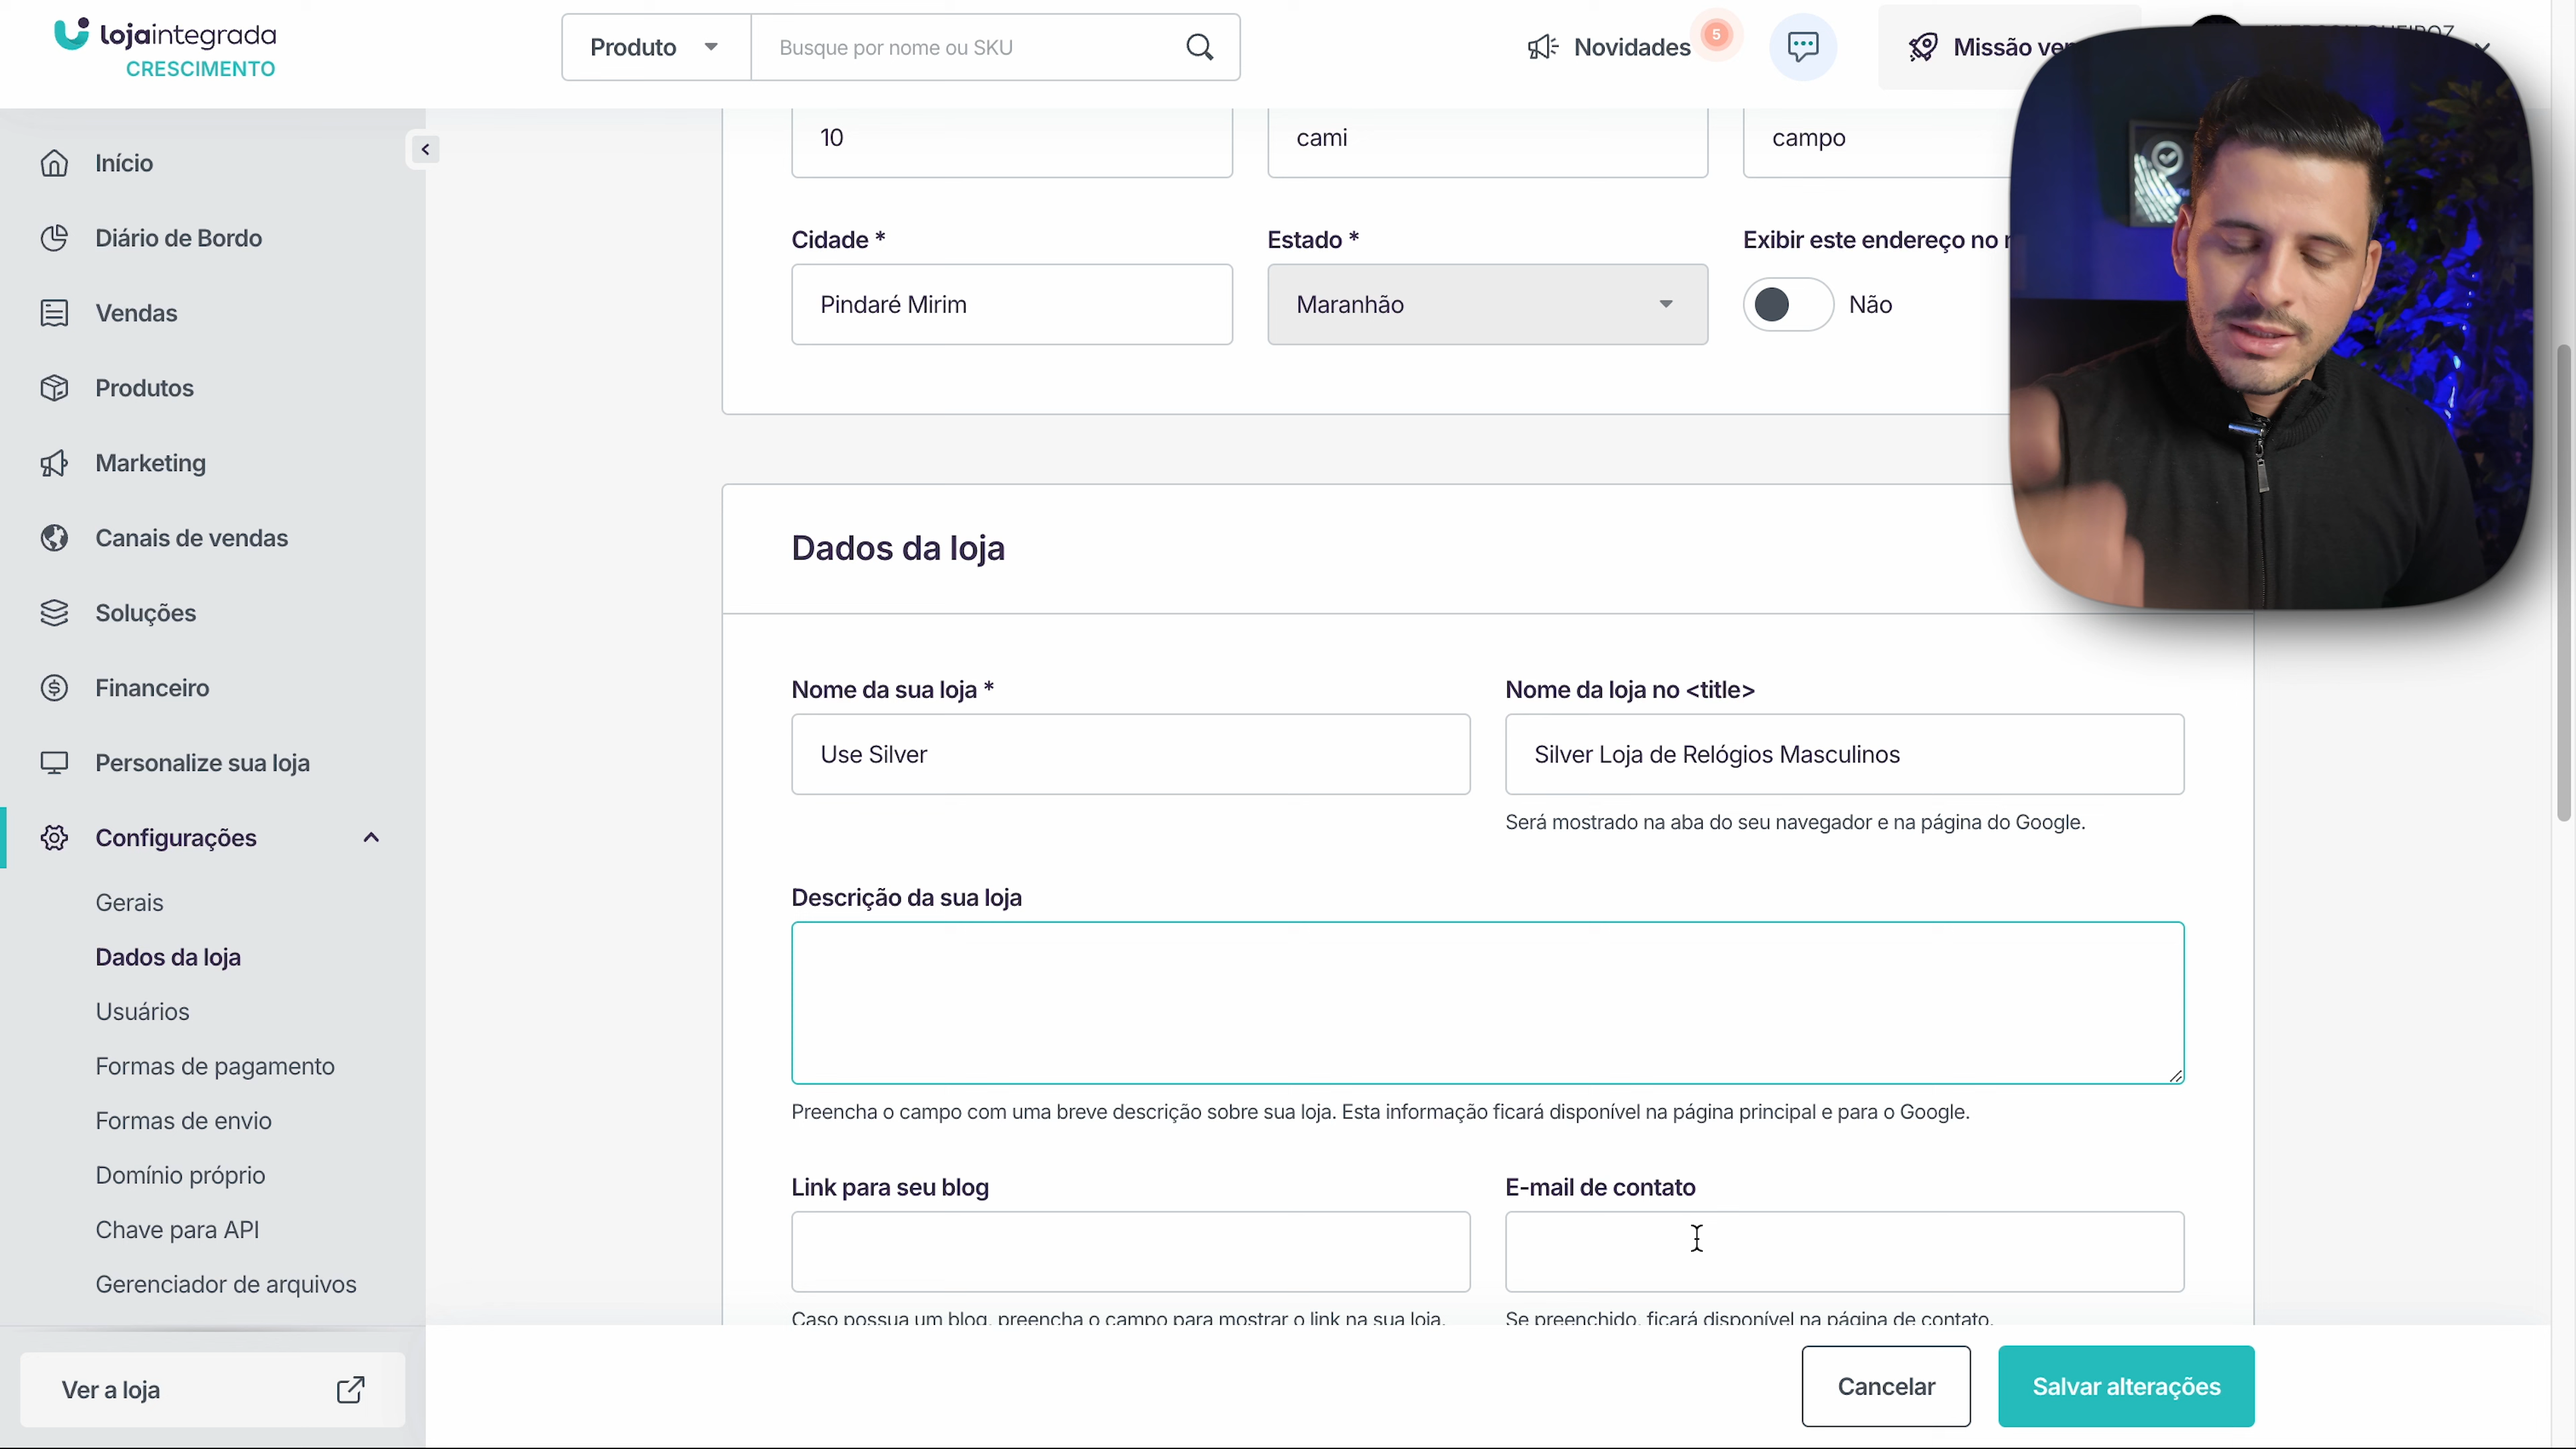 lojaintegrada
CRESCIMENTO
Produto
Busque por nome ou SKU
Novidades
5
Missão
Início
Diário de Bordo
Vendas
Produtos
Marketing
Canais de vendas
Soluções
Financeiro
Personalize sua loja
Configurações
Gerais
Dados da loja
Usuários
Formas de pagamento
Formas de envio
Domínio próprio
Chave para API
Gerenciador de arquivos
Ver a loja
10
cami
campo
Cidade *
Estado *
Exibir este endereço no
Pindaré Mirim
Maranhão
Não
Dados da loja
Nome da sua loja *
Nome da loja no <title>
Use Silver
Silver Loja de Relógios Masculinos
Será mostrado na aba do seu navegador e na página do Google.
Descrição da sua loja
Preencha o campo com uma breve descrição sobre sua loja. Esta informação ficará disponível na página principal e para o Google.
Link para seu blog
E-mail de contato
Caso possua um blog, preencha o campo para mostrar o link na sua loja.
Se preenchido, ficará disponível na página de contato.
Cancelar
Salvar alterações